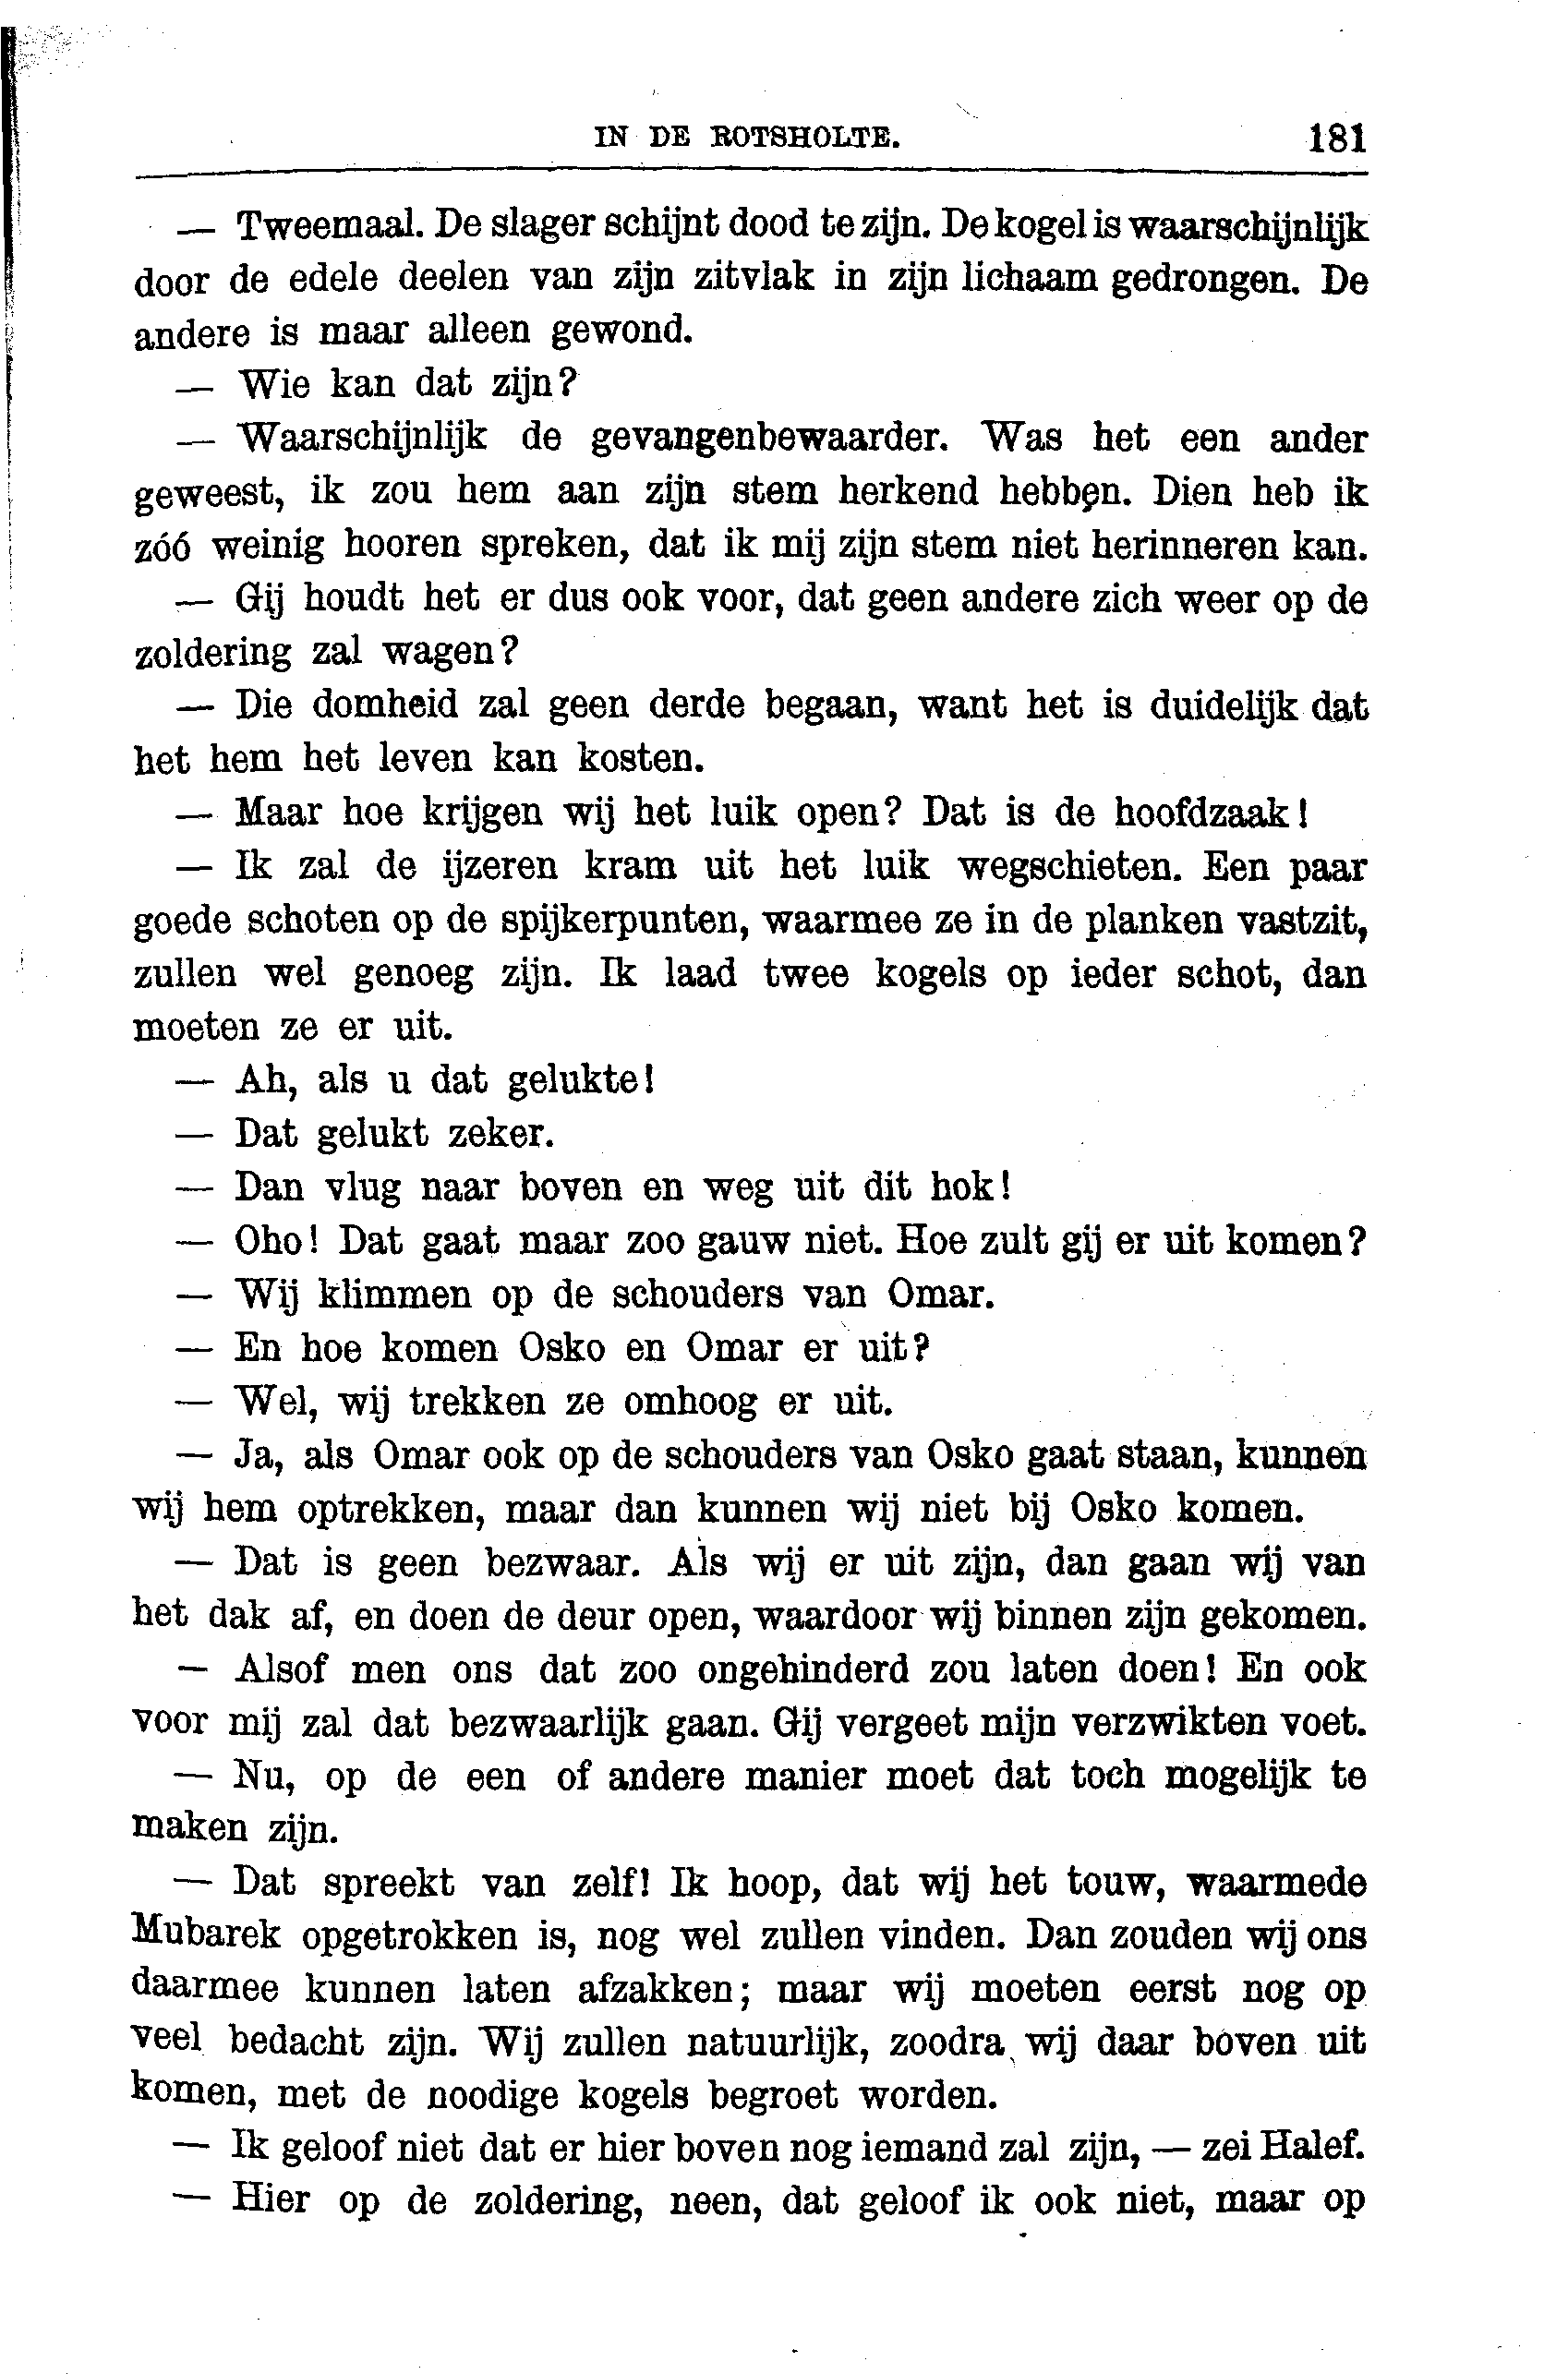 IN DE ROTSHOLTE. 181
— Tweemaal. De slager schijnt dood te zijn. De kogel is waarschijnlijk
door de edele deelen van zijn zitvlak in zijn lichaam gedrongen. De
andere is maar alleen gewond.
— Wie kan dat zijn?
— Waarschijnlijk de gevangenbewaarder. Was het een ander
geweest, ik zou hem aan zijn stem herkend hebben. Dien heb ik
zóó weinig hooren spreken, dat ik mij zijn stem niet herinneren kan.
— Gij houdt het er dus ook voor, dat geen andere zich weer op de
zoldering zal wagen?
— Die domheid zal geen derde begaan, want het is duidelijk dat
het hem het leven kan kosten.
— Maar hoe krijgen wij het luik open? Dat is de hoofdzaak!
— Ik zal de ijzeren kram uit het luik wegschieten. Een paar
goede schoten op de spijkerpunten, waarmee ze in de planken vastzit,
zullen wel genoeg zijn. Ik laad twee kogels op ieder schot, dan
moeten ze er uit.
— Ah, als u dat gelukte!
— Dat gelukt zeker.
— Dan vlug naar boven en weg uit dit hok!
— Oho! Dat gaat maar zoo gauw niet. Hoe zult gij er uit komen?
— Wij klimmen op de schouders van Omar.
— En hoe komen Osko en Omar er uit?
— Wel, wij trekken ze omhoog er uit.
— Ja, als Omar ook op de schouders van Osko gaat staan, kunnen
wij hem optrekken, maar dan kunnen wij niet bij Osko komen.
— Dat is geen bezwaar. Als wij er uit zijn, dan gaan wij van
het dak af, en doen de deur open, waardoor wij binnen zijn gekomen.
— Alsof men ons dat zoo ongehinderd zou laten doen! En ook
voor mij zal dat bezwaarlijk gaan. Gij vergeet mijn verzwikten voet.
— Nu, op de een of andere manier moet dat toch mogelijk te
maken zijn.
— Dat spreekt van zelf! Ik hoop, dat wij het touw, waarmede
Mubarek opgetrokken is, nog wel zullen vinden. Dan zouden wij ons
daarmee kunnen laten afzakken; maar wij moeten eerst nog op
veel bedacht zijn. Wij zullen natuurlijk, zoodra wij daar boven uit
komen, met de noodige kogels begroet worden.
— Ik geloof niet dat er hier boven nog iemand zal zijn, — zei Halef.
— Hier op de zoldering, neen, dat geloof ik ook niet, maar op